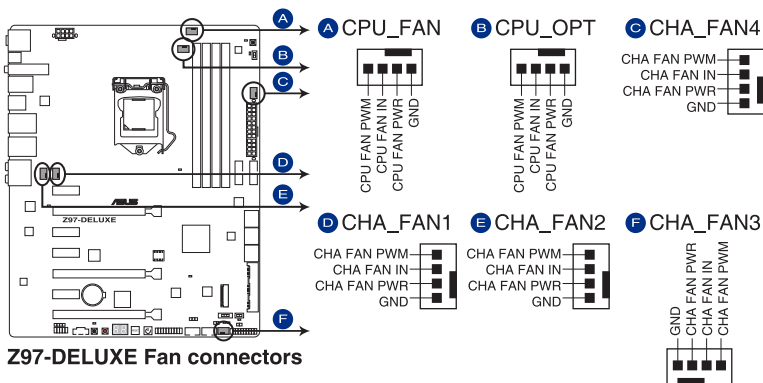 A
B
C
D
E
F
ASUS
Z97-DELUXE
Z97-DELUXE Fan connectors
A CPU_FAN
CPU FAN PWM
CPU FAN IN
CPU FAN PWR
GND
B CPU_OPT
CPU FAN PWM
CPU FAN IN
CPU FAN PWR
GND
C CHA_FAN4
CHA FAN PWM
CHA FAN IN
CHA FAN PWR
GND
D CHA_FAN1
CHA FAN PWM
CHA FAN IN
CHA FAN PWR
GND
E CHA_FAN2
CHA FAN PWM
CHA FAN IN
CHA FAN PWR
GND
F CHA_FAN3
GND
CHA FAN PWR
CHA FAN IN
CHA FAN PWM